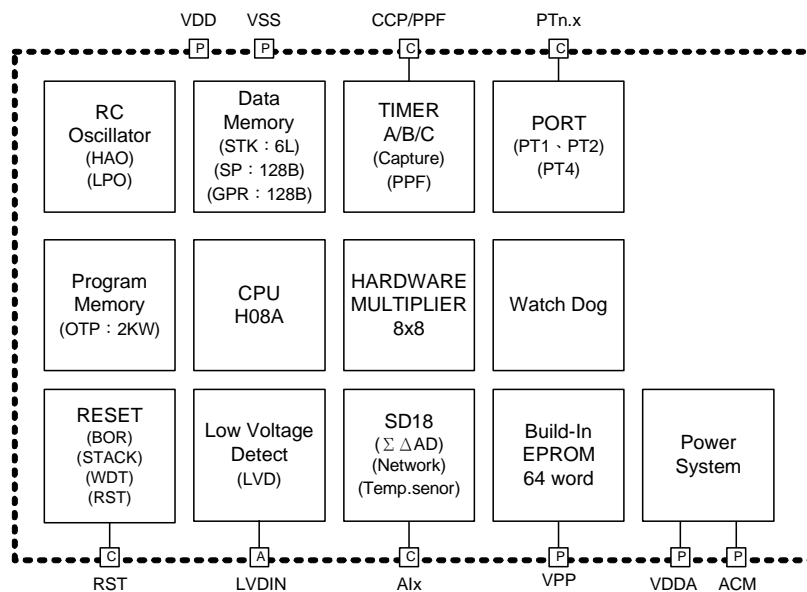 VDD VSS CCP/PPF PTn.x
P P C C
RC
Oscillator
(HAO)
(LPO)
Data
Memory
(STK：6L)
(SP：128B)
(GPR：128B)
TIMER
A/B/C
(Capture)
(PPF)
PORT
(PT1、PT2)
(PT4)
Program
Memory
(OTP：2KW)
CPU
H08A
HARDWARE
MULTIPLIER
8x8
Watch Dog
RESET
(BOR)
(STACK)
(WDT)
(RST)
Low Voltage
Detect
(LVD)
SD18
(ΣΔAD)
(Network)
(Temp.senor)
Build-In
EPROM
64 word
Power
System
C A C P P P
RST LVDIN AIx VPP VDDA ACM